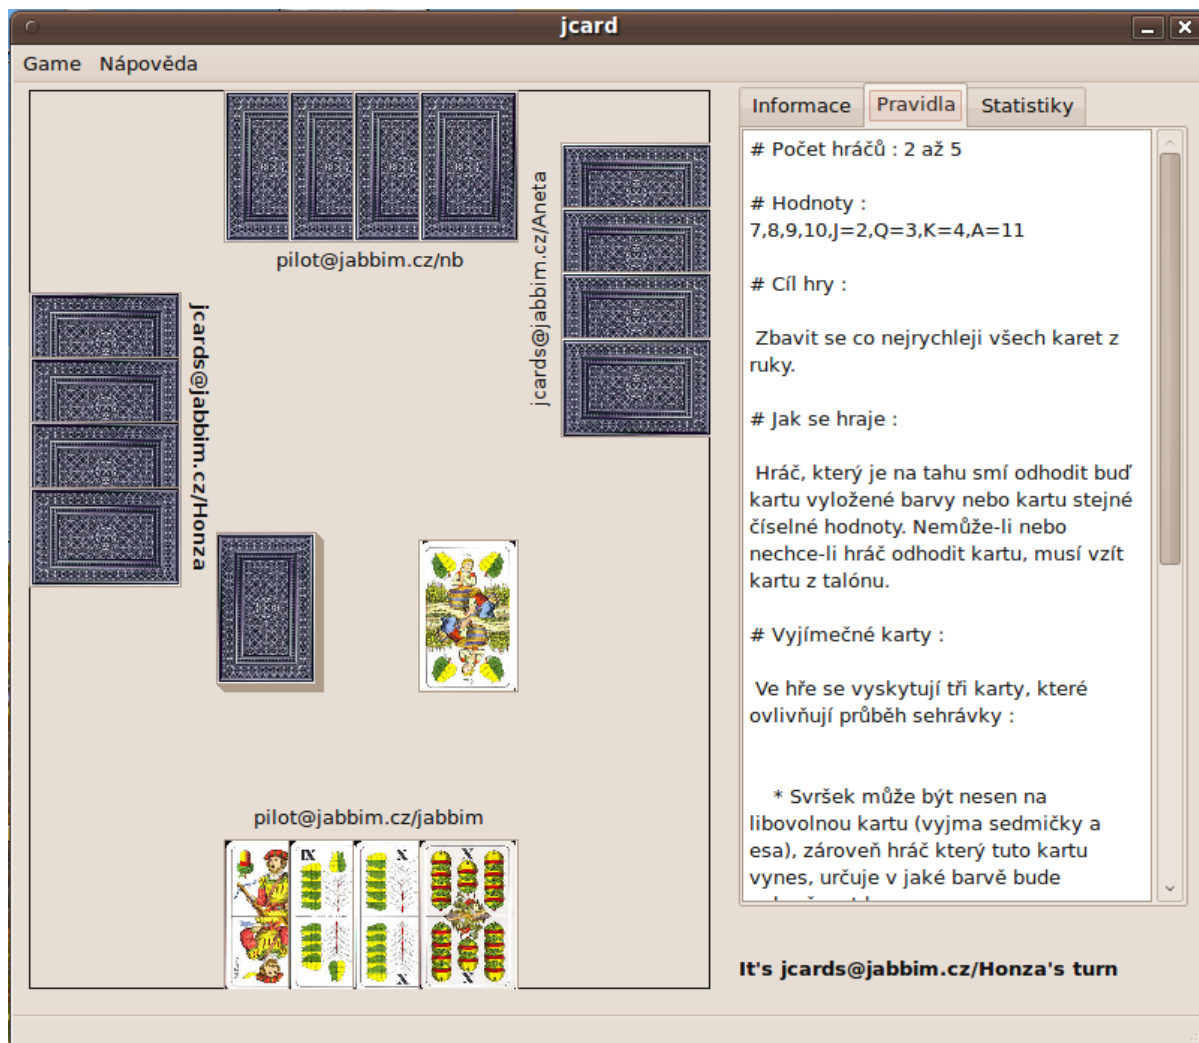 jcard
Game Nápověda
pilot@jabbim.cz/nb
jcards@jabbim.cz/Aneta
jcards@jabbim.cz/Honza
pilot@jabbim.cz/jabbim
IX
X
X
X
X
Informace Pravidla Statistiky
# Počet hráčů : 2 až 5
# Hodnoty :
7,8,9,10,J=2,Q=3,K=4,A=11
# Cíl hry :
Zbavit se co nejrychleji všech karet z
ruky.
# Jak se hraje :
Hráč, který je na tahu smí odhodit buď
kartu vyložené barvy nebo kartu stejné
číselné hodnoty. Nemůže-li nebo
nechce-li hráč odhodit kartu, musí vzít
kartu z talónu.
# Vyjímečné karty :
Ve hře se vyskytují tři karty, které
ovlivňují průběh sehrávky :
* Svršek může být nesen na
libovolnou kartu (vyjma sedmičky a
esa), zároveň hráč který tuto kartu
vynes, určuje v jaké barvě bude
It's jcards@jabbim.cz/Honza's turn